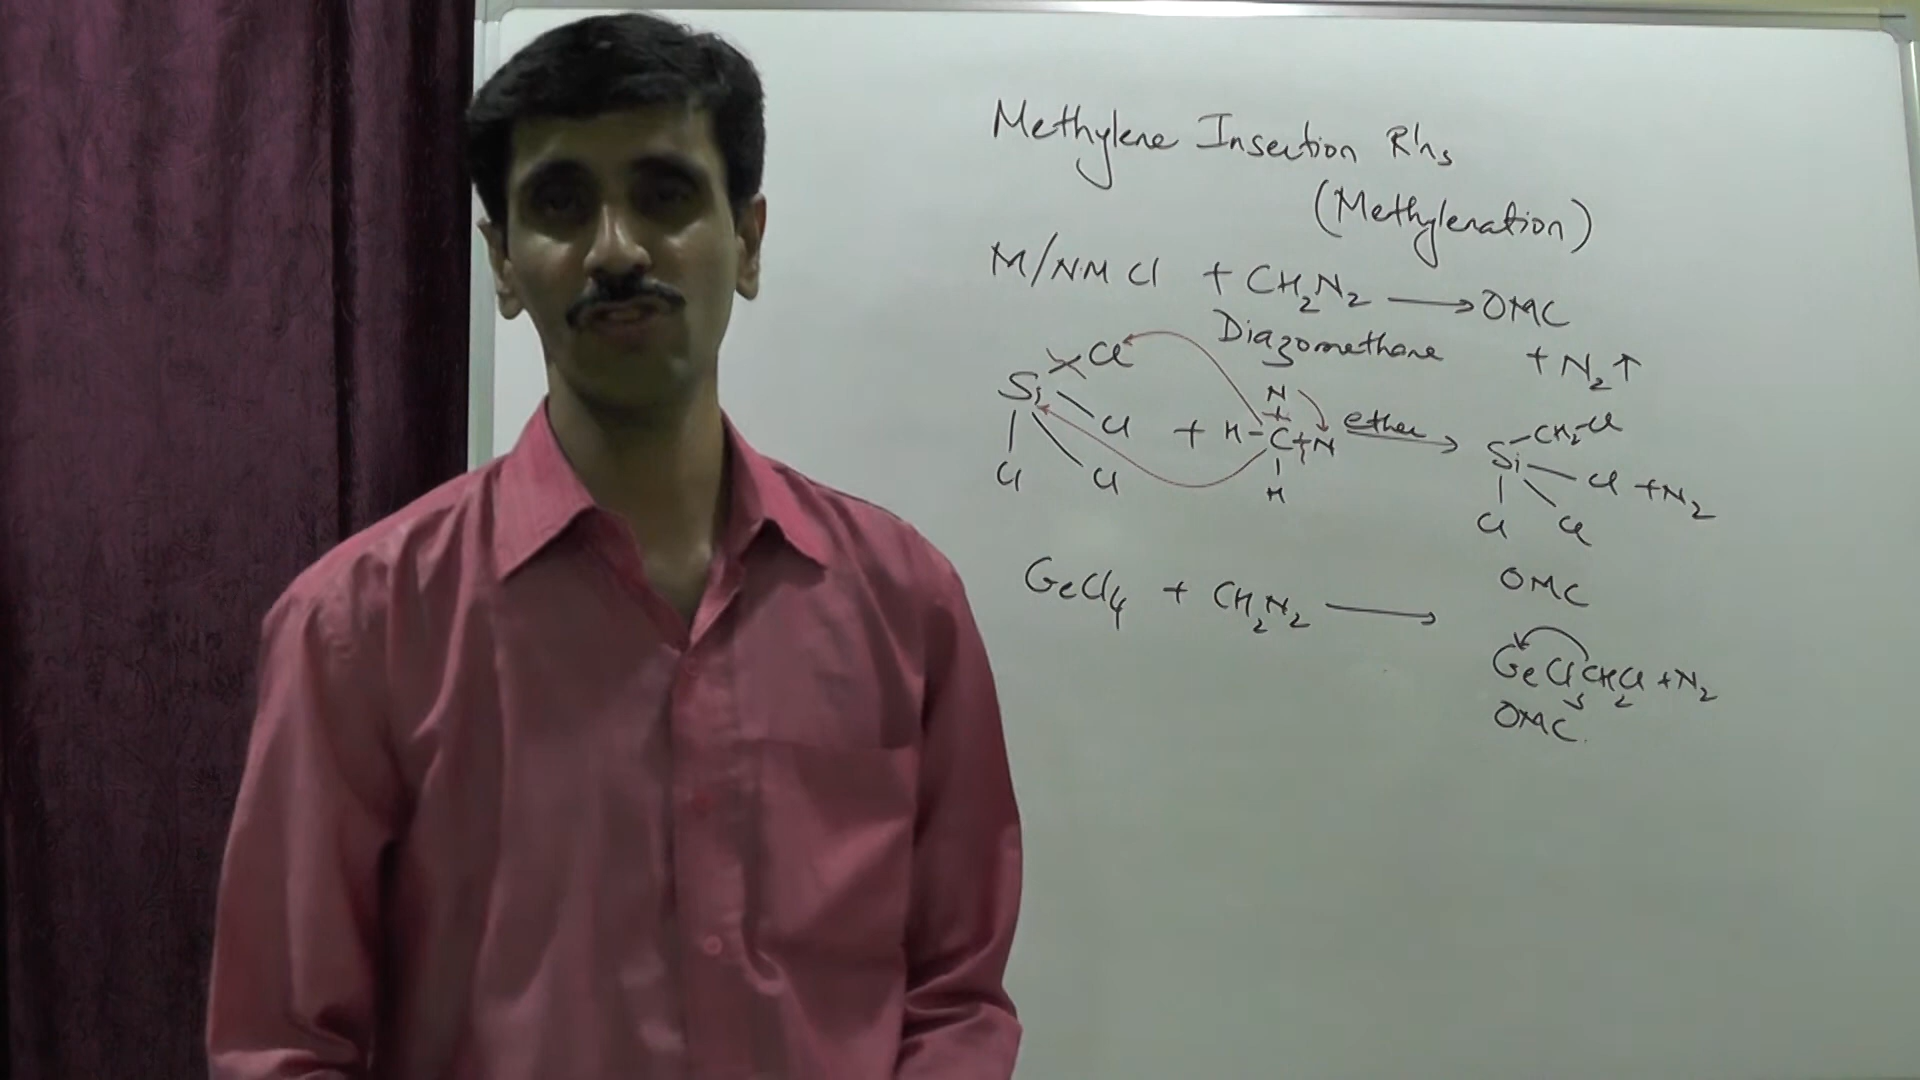 Methylene Insertion R'ns
(Methylenation)
M/NM Cl + CH2N2 → OMC
Diazomethane + N2↑
Si Cl Cl Cl Cl + H-C N N H ether → Si-CH2-Cl Cl Cl Cl + N2
OMC
GeCl4 + CH2N2 →
GeCl3CH2Cl + N2
OMC.